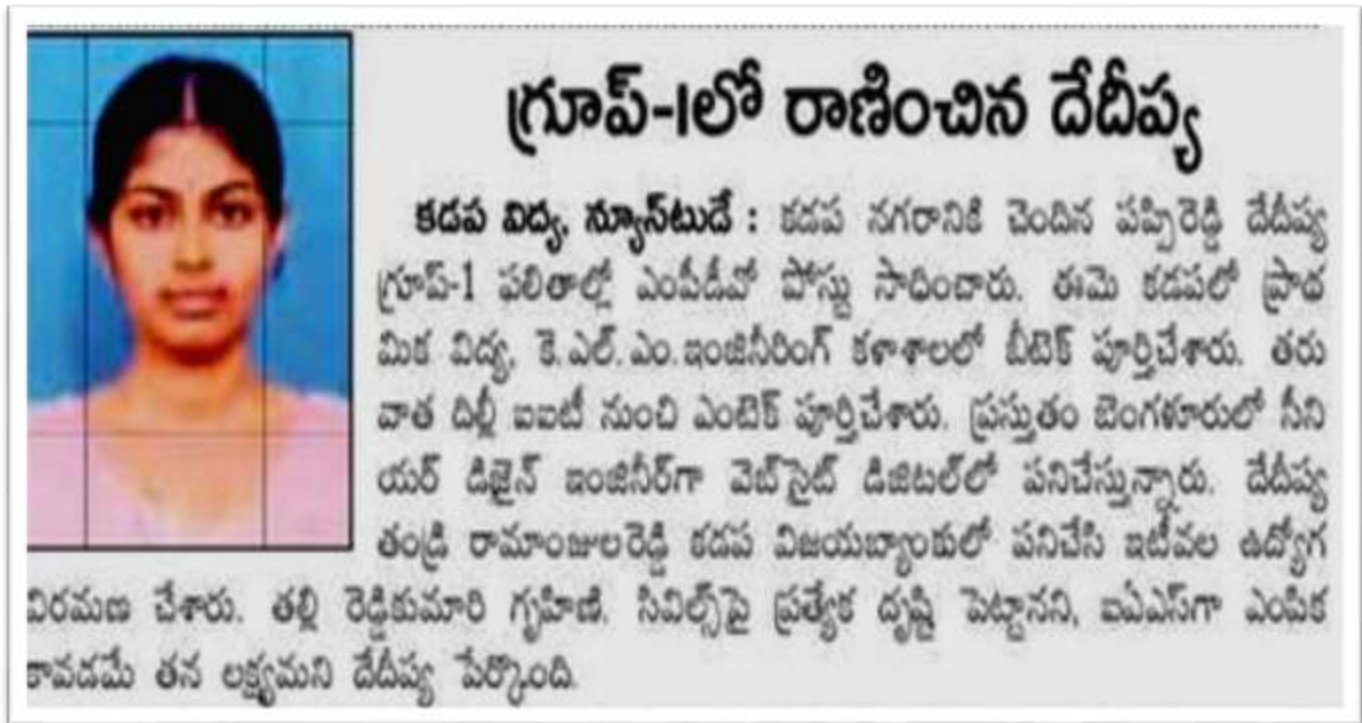 గ్రూప్-Iలో రాణించిన దేదీప్య
కడప విద్య, న్యూస్‌టుడే : కడప నగరానికి చెందిన పప్పిరెడ్డి దేదీప్య
గ్రూప్-1 ఫలితాల్లో ఎంపీడీవో పోస్టు సాధించారు. ఈమె కడపలో ప్రాథ
మిక విద్య, కె.ఎల్.ఎం.ఇంజినీరింగ్ కళాశాలలో బీటెక్ పూర్తిచేశారు. తరు
వాత దిల్లీ ఐఐటీ నుంచి ఎంటెక్ పూర్తిచేశారు. ప్రస్తుతం బెంగళూరులో సీని
యర్ డిజైన్ ఇంజినీర్‌గా వెబ్‌సైట్ డిజిటల్‌లో పనిచేస్తున్నారు. దేదీప్య
తండ్రి రామాంజులరెడ్డి కడప విజయబ్యాంకులో పనిచేసి ఇటీవల ఉద్యోగ
విరమణ చేశారు. తల్లి రెడ్డికుమారి గృహిణి. సివిల్స్‌పై ప్రత్యేక దృష్టి పెట్టానని, ఐఏఎస్‌గా ఎంపిక
కావడమే తన లక్ష్యమని దేదీప్య పేర్కొంది.